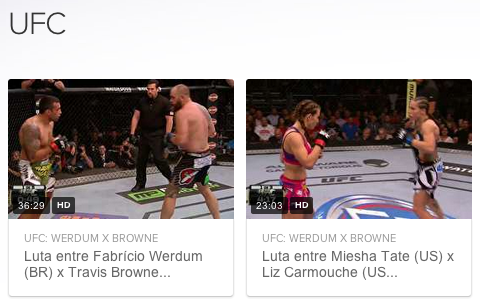 UFC
36:29 HD
23:03 HD
UFC
UFC: WERDUM X BROWNE
Luta entre Fabrício Werdum
(BR) x Travis Browne...
UFC: WERDUM X BROWNE
Luta entre Miesha Tate (US) x
Liz Carmouche (US...